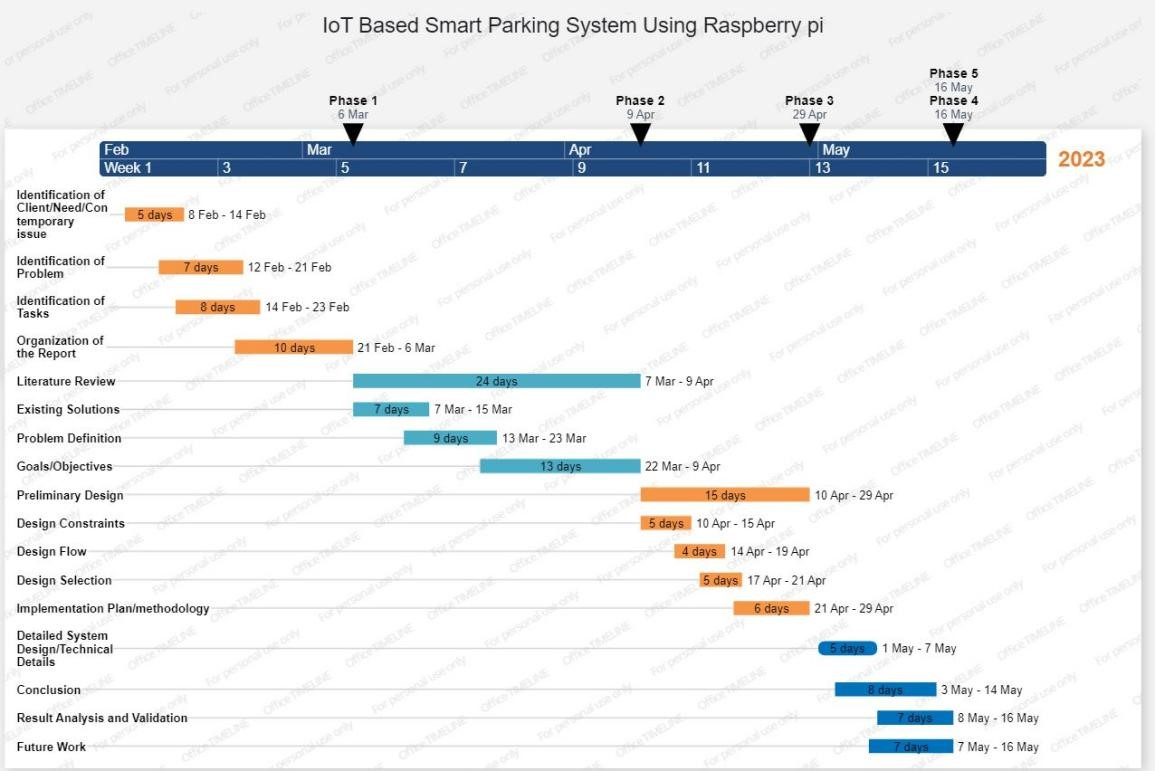 IoT Based Smart Parking System Using Raspberry pi
Phase 5
16 May
Phase 1
6 Mar
Phase 2
9 Apr
Phase 3
29 Apr
Phase 4
16 May
Feb Mar Apr May
Week 1 3 5 7 9 11 13 15
2023
Identification of
Client/Need/Con
temporary
issue
5 days 8 Feb - 14 Feb
Identification of
Problem
7 days 12 Feb - 21 Feb
Identification of
Tasks
8 days 14 Feb - 23 Feb
Organization of
the Report
10 days 21 Feb - 6 Mar
Literature Review 24 days 7 Mar - 9 Apr
Existing Solutions 7 days 7 Mar - 15 Mar
Problem Definition 9 days 13 Mar - 23 Mar
Goals/Objectives 13 days 22 Mar - 9 Apr
Preliminary Design 15 days 10 Apr - 29 Apr
Design Constraints 5 days 10 Apr - 15 Apr
Design Flow 4 days 14 Apr - 19 Apr
Design Selection 5 days 17 Apr - 21 Apr
Implementation Plan/methodology 6 days 21 Apr - 29 Apr
Detailed System
Design/Technical
Details
5 days 1 May - 7 May
Conclusion 8 days 3 May - 14 May
Result Analysis and Validation 7 days 8 May - 16 May
Future Work 7 days 7 May - 16 May
For personal use only
Office TIMELINE